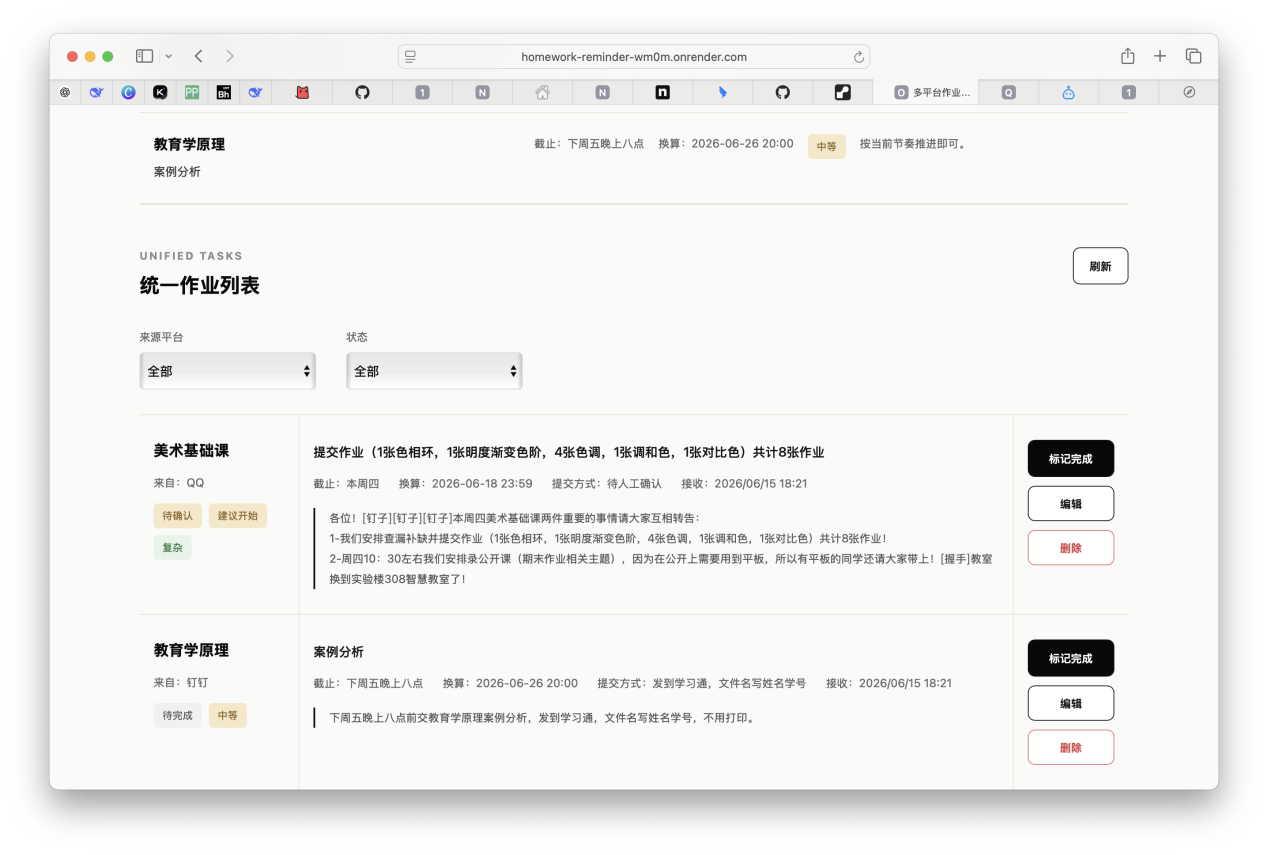 homework-reminder-wm0m.onrender.com
PP
Bh
1
N
N
n
O 多平台作业...
Q
1
教育学原理
截止：下周五晚上八点 换算：2026-06-26 20:00 中等 按当前节奏推进即可。
案例分析
UNIFIED TASKS
统一作业列表
刷新
来源平台 状态
全部 全部
美术基础课
来自：QQ
待确认 建议开始
复杂
提交作业（1张色相环，1张明度渐变色阶，4张色调，1张调和色，1张对比色）共计8张作业
截止：本周四 换算：2026-06-18 23:59 提交方式：待人工确认 接收：2026/06/15 18:21
各位！[钉子][钉子][钉子]本周四美术基础课两件重要的事情请大家互相转告：
1-我们安排查漏补缺并提交作业（1张色相环，1张明度渐变色阶，4张色调，1张调和色，1张对比色）共计8张作业！
2-周四10：30左右我们安排录公开课（期末作业相关主题），因为在公开上需要用到平板，所以有平板的同学还请大家带上！[握手]教室
换到实验楼308智慧教室了！
标记完成
编辑
删除
教育学原理
来自：钉钉
待完成 中等
案例分析
截止：下周五晚上八点 换算：2026-06-26 20:00 提交方式：发到学习通，文件名写姓名学号 接收：2026/06/15 18:21
下周五晚上八点前交教育学原理案例分析，发到学习通，文件名写姓名学号，不用打印。
标记完成
编辑
删除